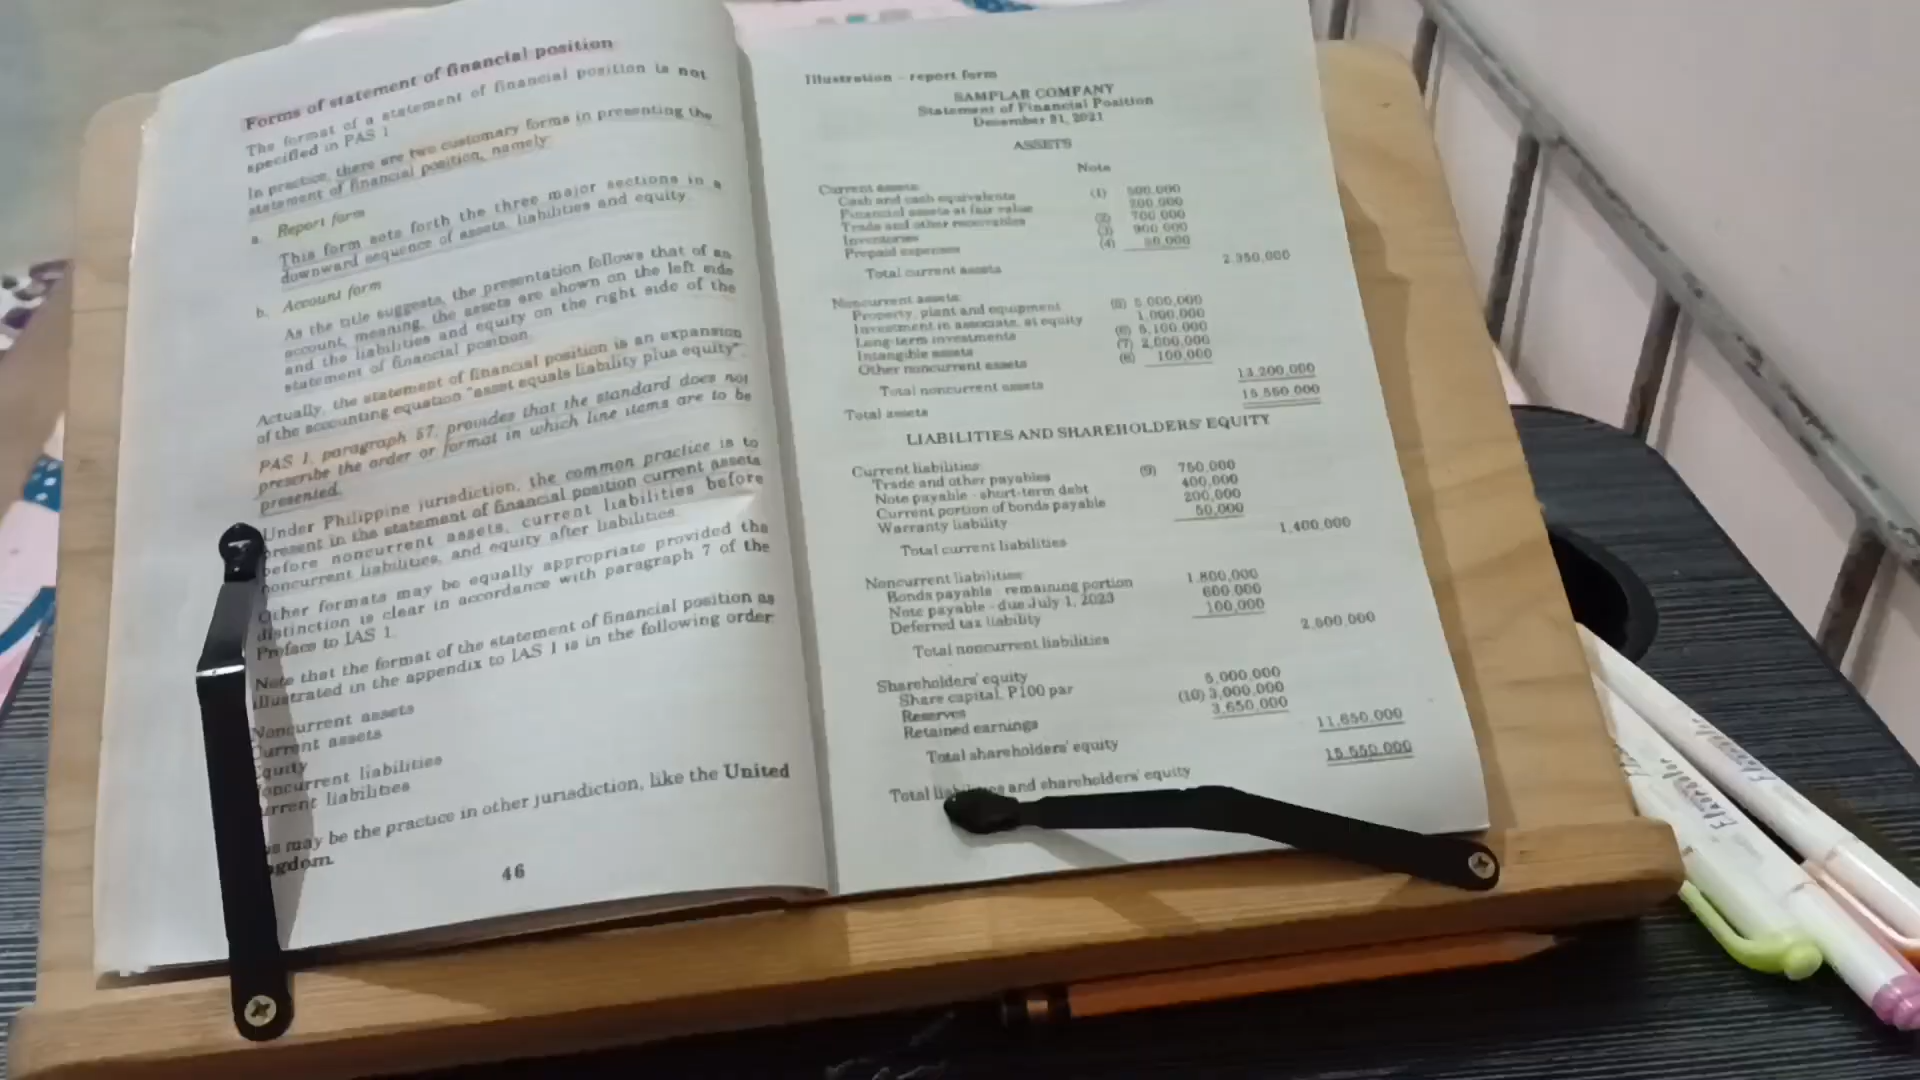 Forms of statement of financial position
The format of a statement of financial position is not
specified in PAS 1.
In practice, there are two customary forms in presenting the
statement of financial position, namely:
a. Report form
This form sets forth the three major sections in a
downward sequence of assets, liabilities and equity.
b. Account form
As the title suggests, the presentation follows that of an
account, meaning, the assets are shown on the left side
and the liabilities and equity on the right side of the
statement of financial position.
Actually, the statement of financial position is an expansion
of the accounting equation "asset equals liability plus equity".
PAS 1, paragraph 57, provides that the standard does not
prescribe the order or format in which line items are to be
presented.
Under Philippine jurisdiction, the common practice is to
present in the statement of financial position current assets
before noncurrent assets, current liabilities before
noncurrent liabilities, and equity after liabilities.
Other formats may be equally appropriate provided the
distinction is clear in accordance with paragraph 7 of the
Preface to IAS 1.
Note that the format of the statement of financial position as
illustrated in the appendix to IAS 1 is in the following order:
Noncurrent assets
Current assets
Equity
Noncurrent liabilities
Current liabilities
may be the practice in other jurisdiction, like the United
46
Illustration - report form
SAMPLAR COMPANY
Statement of Financial Position
December 31, 2021
ASSETS
Note
Current assets:
Cash and cash equivalents (1) 500,000
Financial assets at fair value 200,000
Trade and other receivables (2) 700,000
Inventories (3) 900,000
Prepaid expenses (4) 50,000
Total current assets 2,350,000
Noncurrent assets:
Property, plant and equipment (5) 5,000,000
Investment in associate, at equity 1,000,000
Long-term investments (6) 5,100,000
Intangible assets (7) 2,000,000
Other noncurrent assets (8) 100,000
Total noncurrent assets 13,200,000
Total assets 15,550,000
LIABILITIES AND SHAREHOLDERS' EQUITY
Current liabilities:
Trade and other payables (9) 750,000
Note payable - short-term debt 400,000
Current portion of bonds payable 200,000
Warranty liability 50,000
Total current liabilities 1,400,000
Noncurrent liabilities:
Bonds payable - remaining portion 1,800,000
Note payable - due July 1, 2023 600,000
Deferred tax liability 100,000
Total noncurrent liabilities 2,500,000
Shareholders' equity
Share capital, P100 par 5,000,000
Reserves (10) 3,000,000
Retained earnings 3,650,000
Total shareholders' equity 11,650,000
Total liabilities and shareholders' equity 15,550,000